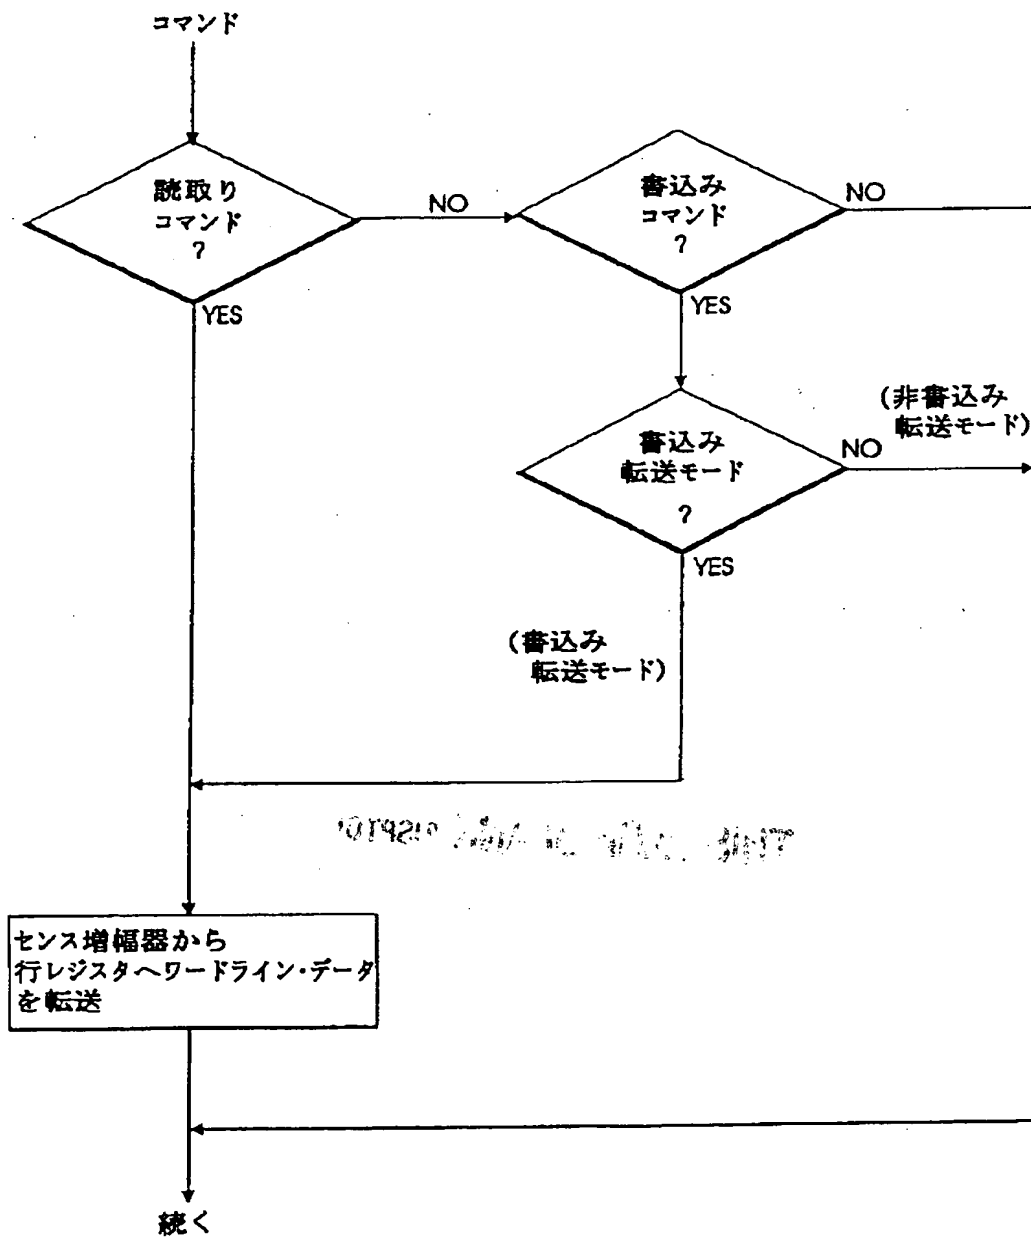 コマンド
読取り
コマンド
?
NO
YES
書込み
コマンド
?
NO
YES
書込み
転送モード
?
NO
(非書込み
転送モード)
YES
(書込み
転送モード)
センス増幅器から
行レジスタへワードライン・データ
を転送
続く